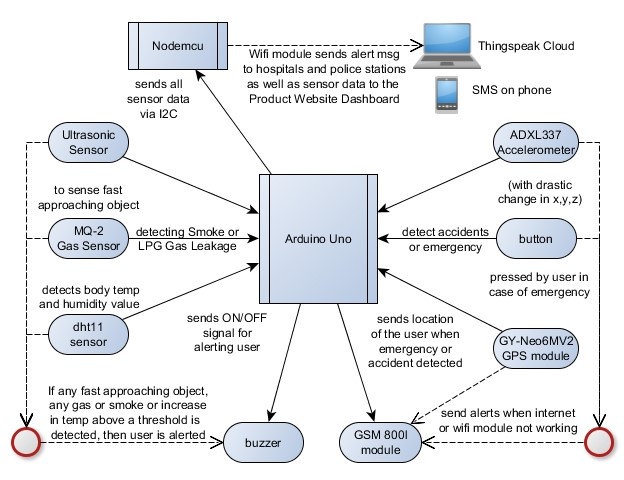 Nodemcu
Wifi module sends alert msg
to hospitals and police stations
as well as sensor data to the
Product Website Dashboard
Thingspeak Cloud
SMS on phone
sends all
sensor data
via I2C
Ultrasonic
Sensor
ADXL337
Accelerometer
to sense fast
approaching object
(with drastic
change in x,y,z)
MQ-2
Gas Sensor
detecting Smoke or
LPG Gas Leakage
Arduino Uno
detect accidents
or emergency
button
detects body temp
and humidity value
pressed by user in
case of emergency
dht11
sensor
sends ON/OFF
signal for
alerting user
sends location
of the user when
emergency or
accident detected
GY-Neo6MV2
GPS module
If any fast approaching object,
any gas or smoke or increase
in temp above a threshold is
detected, then user is alerted
buzzer
GSM 800l
module
send alerts when internet
or wifi module not working